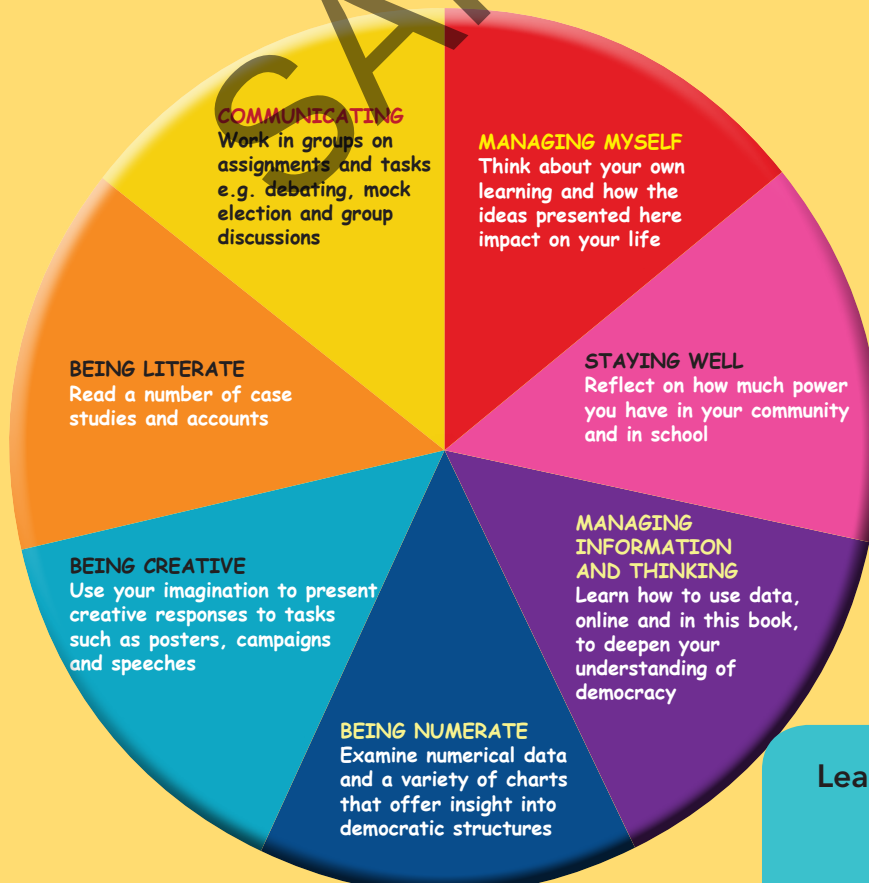 SA
COMMUNICATING
Work in groups on
assignments and tasks
e.g. debating, mock
election and group
discussions
MANAGING MYSELF
Think about your own
learning and how the
ideas presented here
impact on your life
STAYING WELL
Reflect on how much power
you have in your community
and in school
MANAGING
INFORMATION
AND THINKING
Learn how to use data,
online and in this book,
to deepen your
understanding of
democracy
BEING NUMERATE
Examine numerical data
and a variety of charts
that offer insight into
democratic structures
BEING CREATIVE
Use your imagination to present
creative responses to tasks
such as posters, campaigns
and speeches
BEING LITERATE
Read a number of case
studies and accounts
Lea